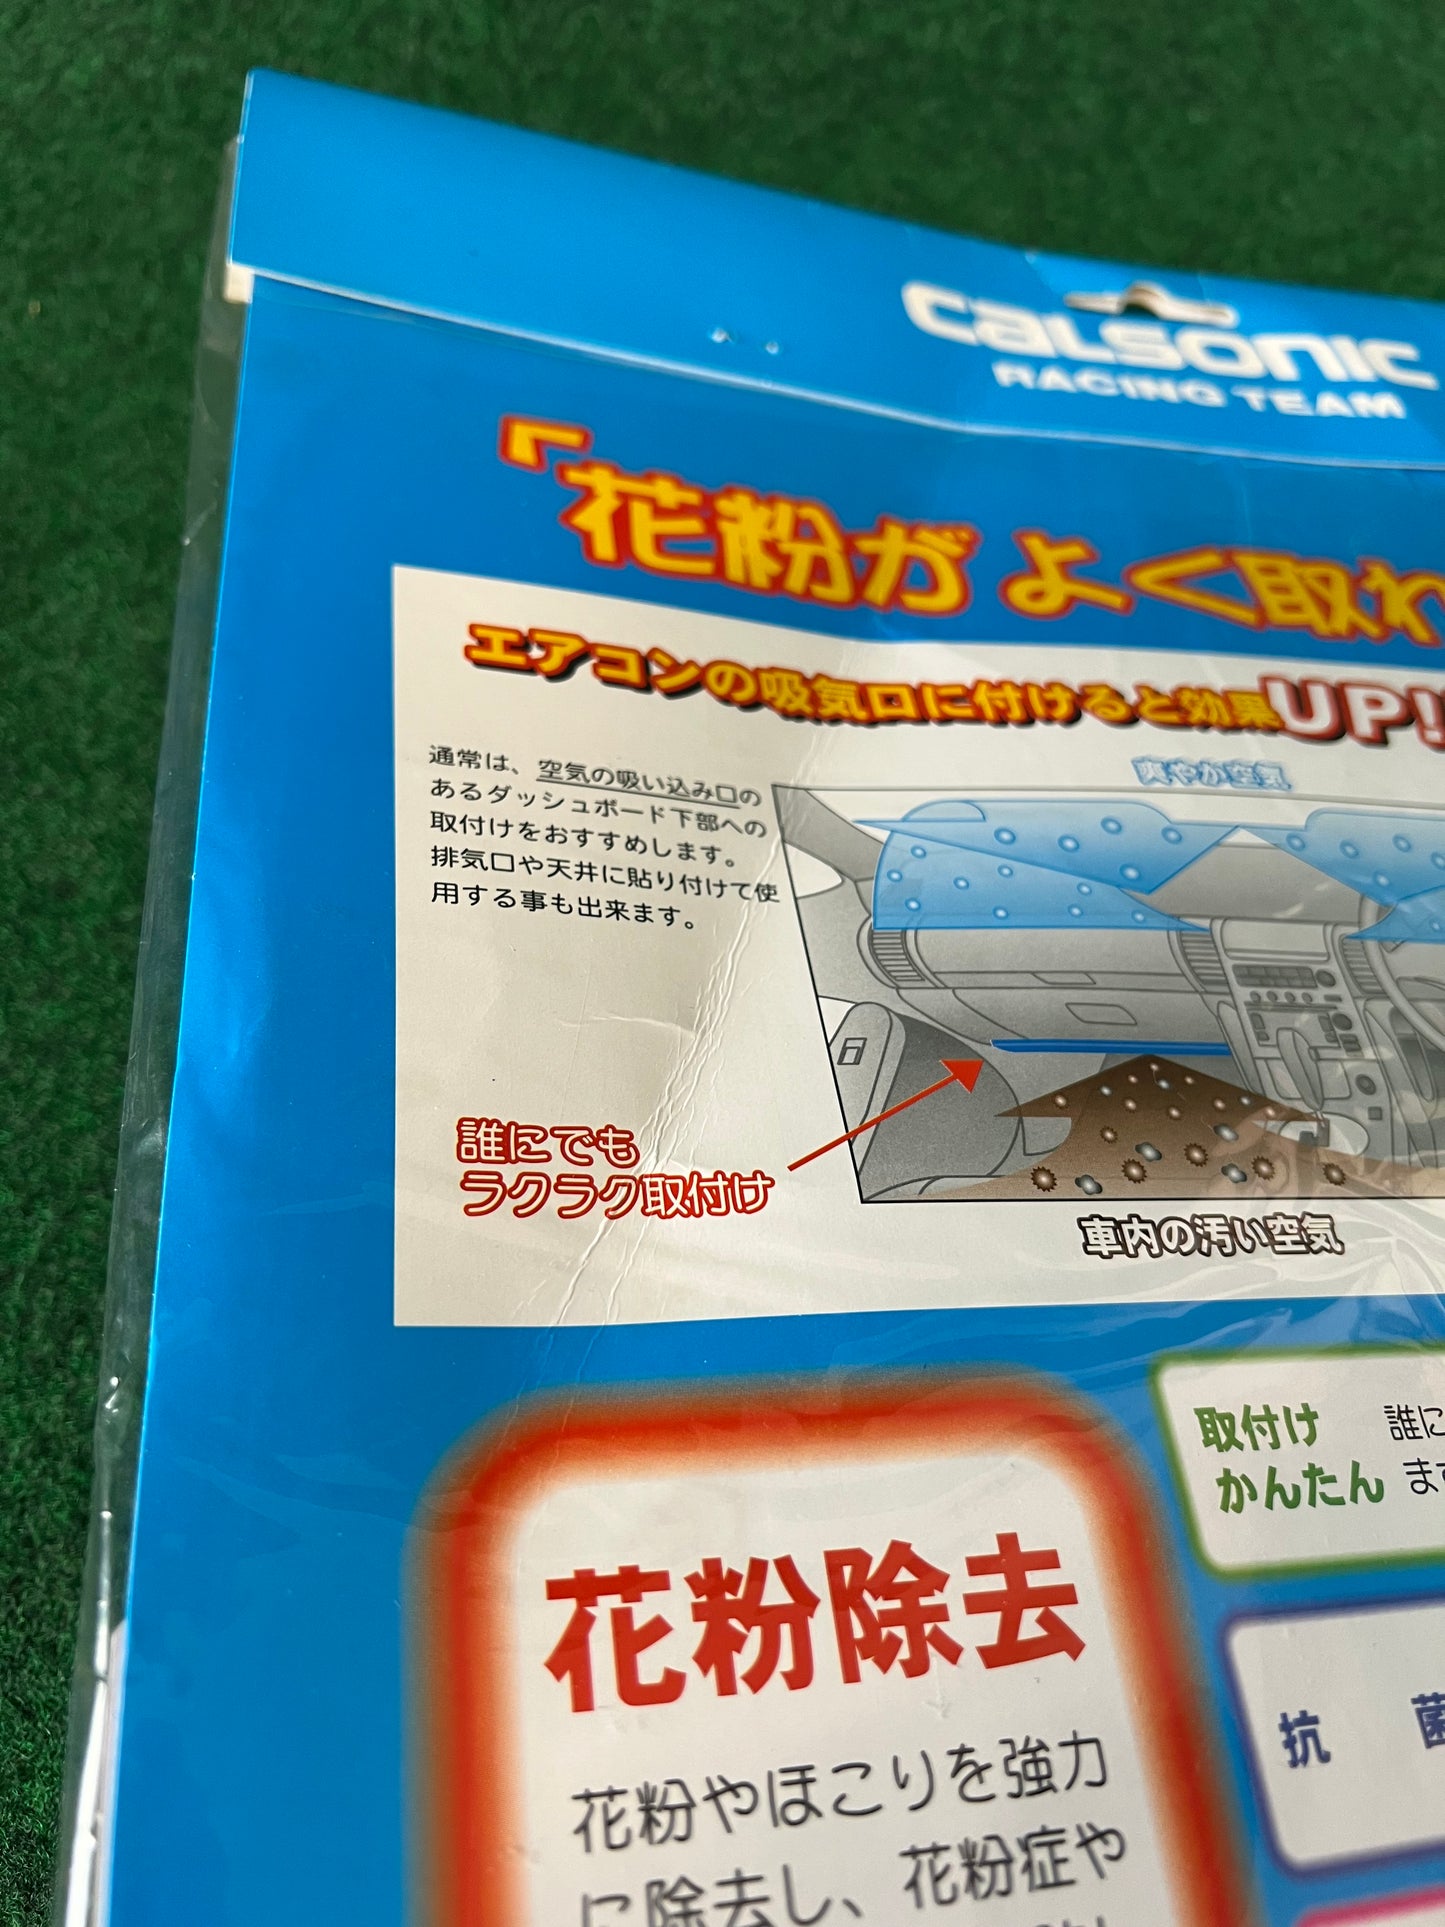 CALSONIC
RACING TEAM
「花粉がよく取れ
エアコンの吸気口に付けると効果UP!
通常は、空気の吸い込み口の
あるダッシュボード下部への
取付けをおすすめします。
排気口や天井に貼り付けて使
用する事も出来ます。
爽やか空気
誰にでも
ラクラク取付け
車内の汚い空気
取付け
かんたん
誰に
ます
花粉除去
花粉やほこりを強力
に除去し、花粉症や
抗 菌